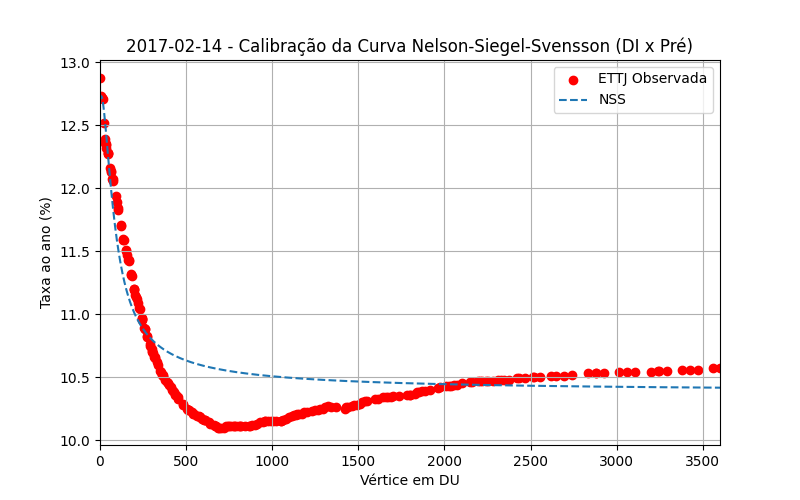 2017-02-14 - Calibração da Curva Nelson-Siegel-Svensson (DI x Pré)
ETTJ Observada
NSS
Taxa ao ano (%)
13.0
12.5
12.0
11.5
11.0
10.5
10.0
0 500 1000 1500 2000 2500 3000 3500
Vértice em DU